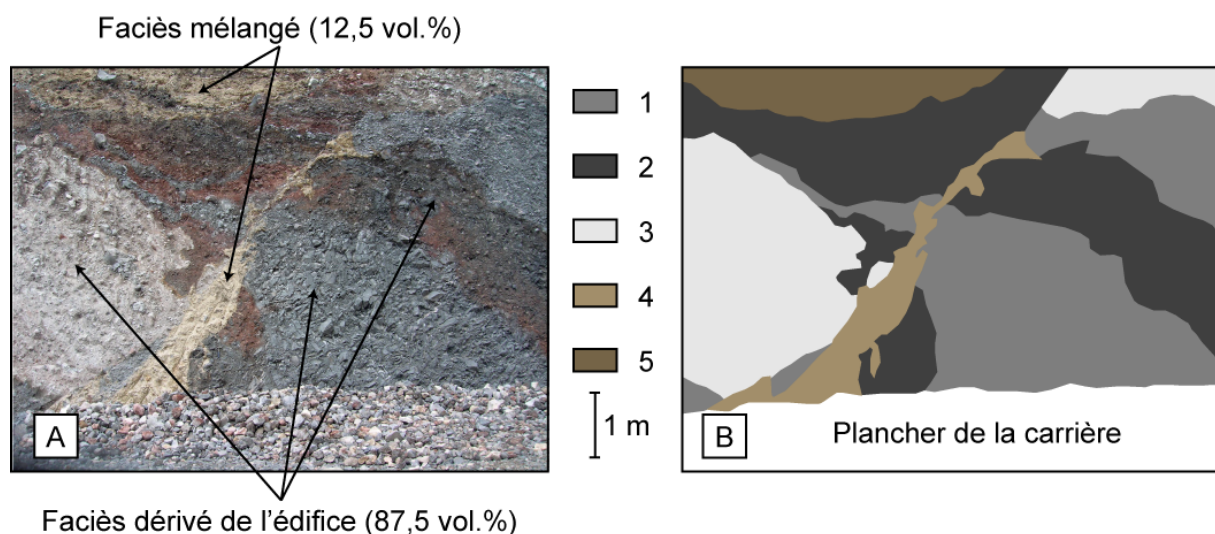 Faciès mélangé (12,5 vol.%)
1
2
3
4
5
1 m
A
B
Plancher de la carrière
Faciès dérivé de l'édifice (87,5 vol.%)